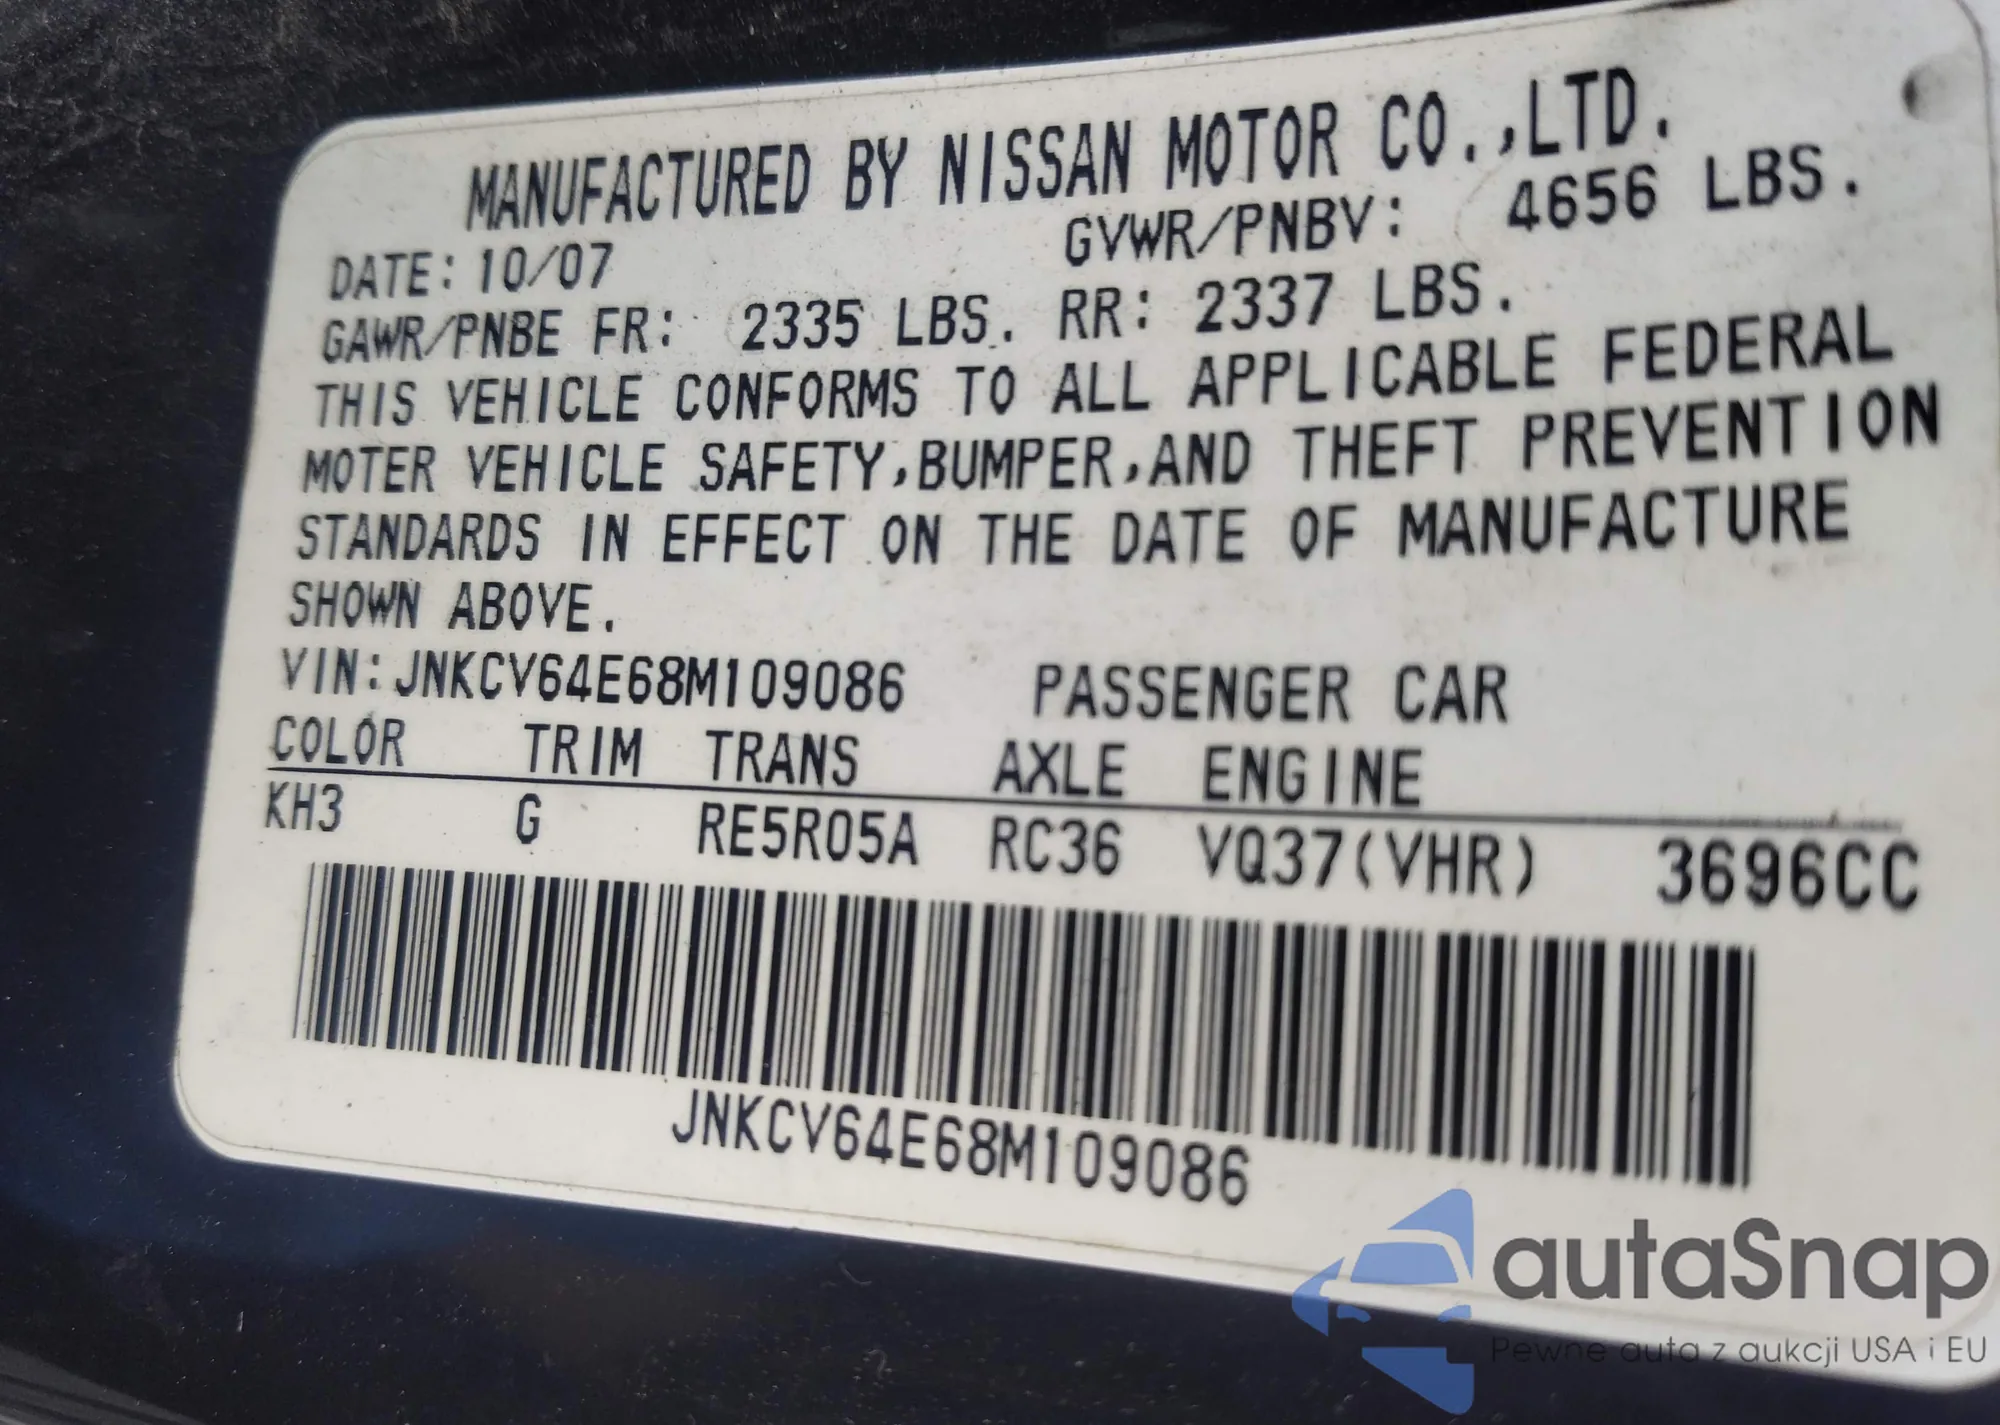 MANUFACTURED BY NISSAN MOTOR CO.,LTD.
DATE: 10/07 GVWR/PNBV: 4656 LBS.
GAWR/PNBE FR: 2335 LBS. RR: 2337 LBS.
THIS VEHICLE CONFORMS TO ALL APPLICABLE FEDERAL
MOTER VEHICLE SAFETY,BUMPER,AND THEFT PREVENTION
STANDARDS IN EFFECT ON THE DATE OF MANUFACTURE
SHOWN ABOVE.
VIN: JNKCV64E68M109086 PASSENGER CAR
COLOR TRIM TRANS AXLE ENGINE
KH3 G RE5R05A RC36 VQ37(VHR) 3696CC
JNKCV64E68M109086
autaSnap
Pewne auta z aukcji USA i EU